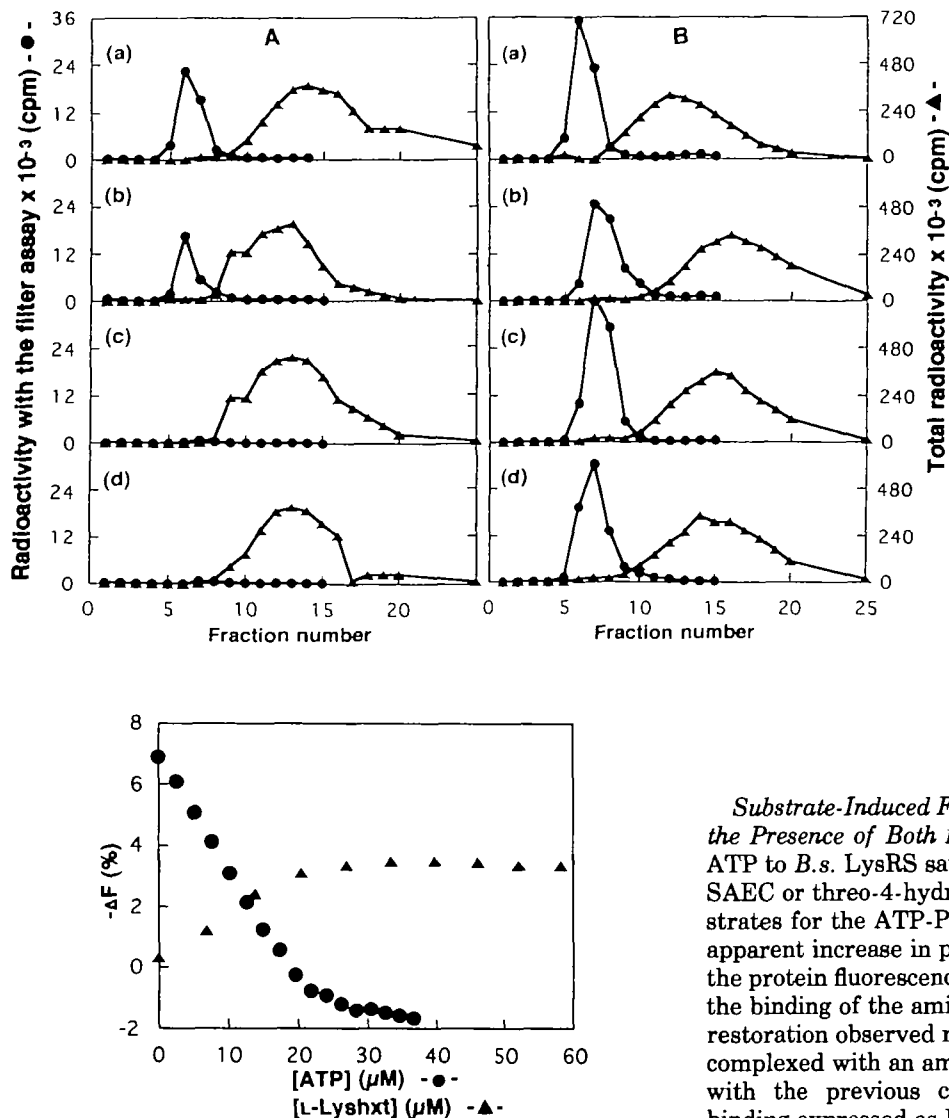 A
B
36
24
12
0
(a)
(a)
720
480
240
0
24
12
0
(b)
(b)
480
240
0
24
12
0
(c)
(c)
480
240
0
24
12
0
(d)
(d)
480
240
0
0 5 10 15 20
0 5 10 15 20 25
Fraction number
Fraction number
Radioactivity with the filter assay x 10-3 (cpm) -●-
Total radioactivity x 10-3 (cpm) -▲-
8
6
4
2
0
-2
-ΔF (%)
0 10 20 30 40 50 60
[ATP] (μM) -●-
[L-Lyshxt] (μM) -▲-
Substrate-Induced
the Presence of Both
ATP to B.s. LysRS
SAEC or threo-4-hydr
strates for the ATP-P
apparent increase in p
the protein fluorescenc
the binding of the ami
restoration observed
complexed with an am
with the previous c